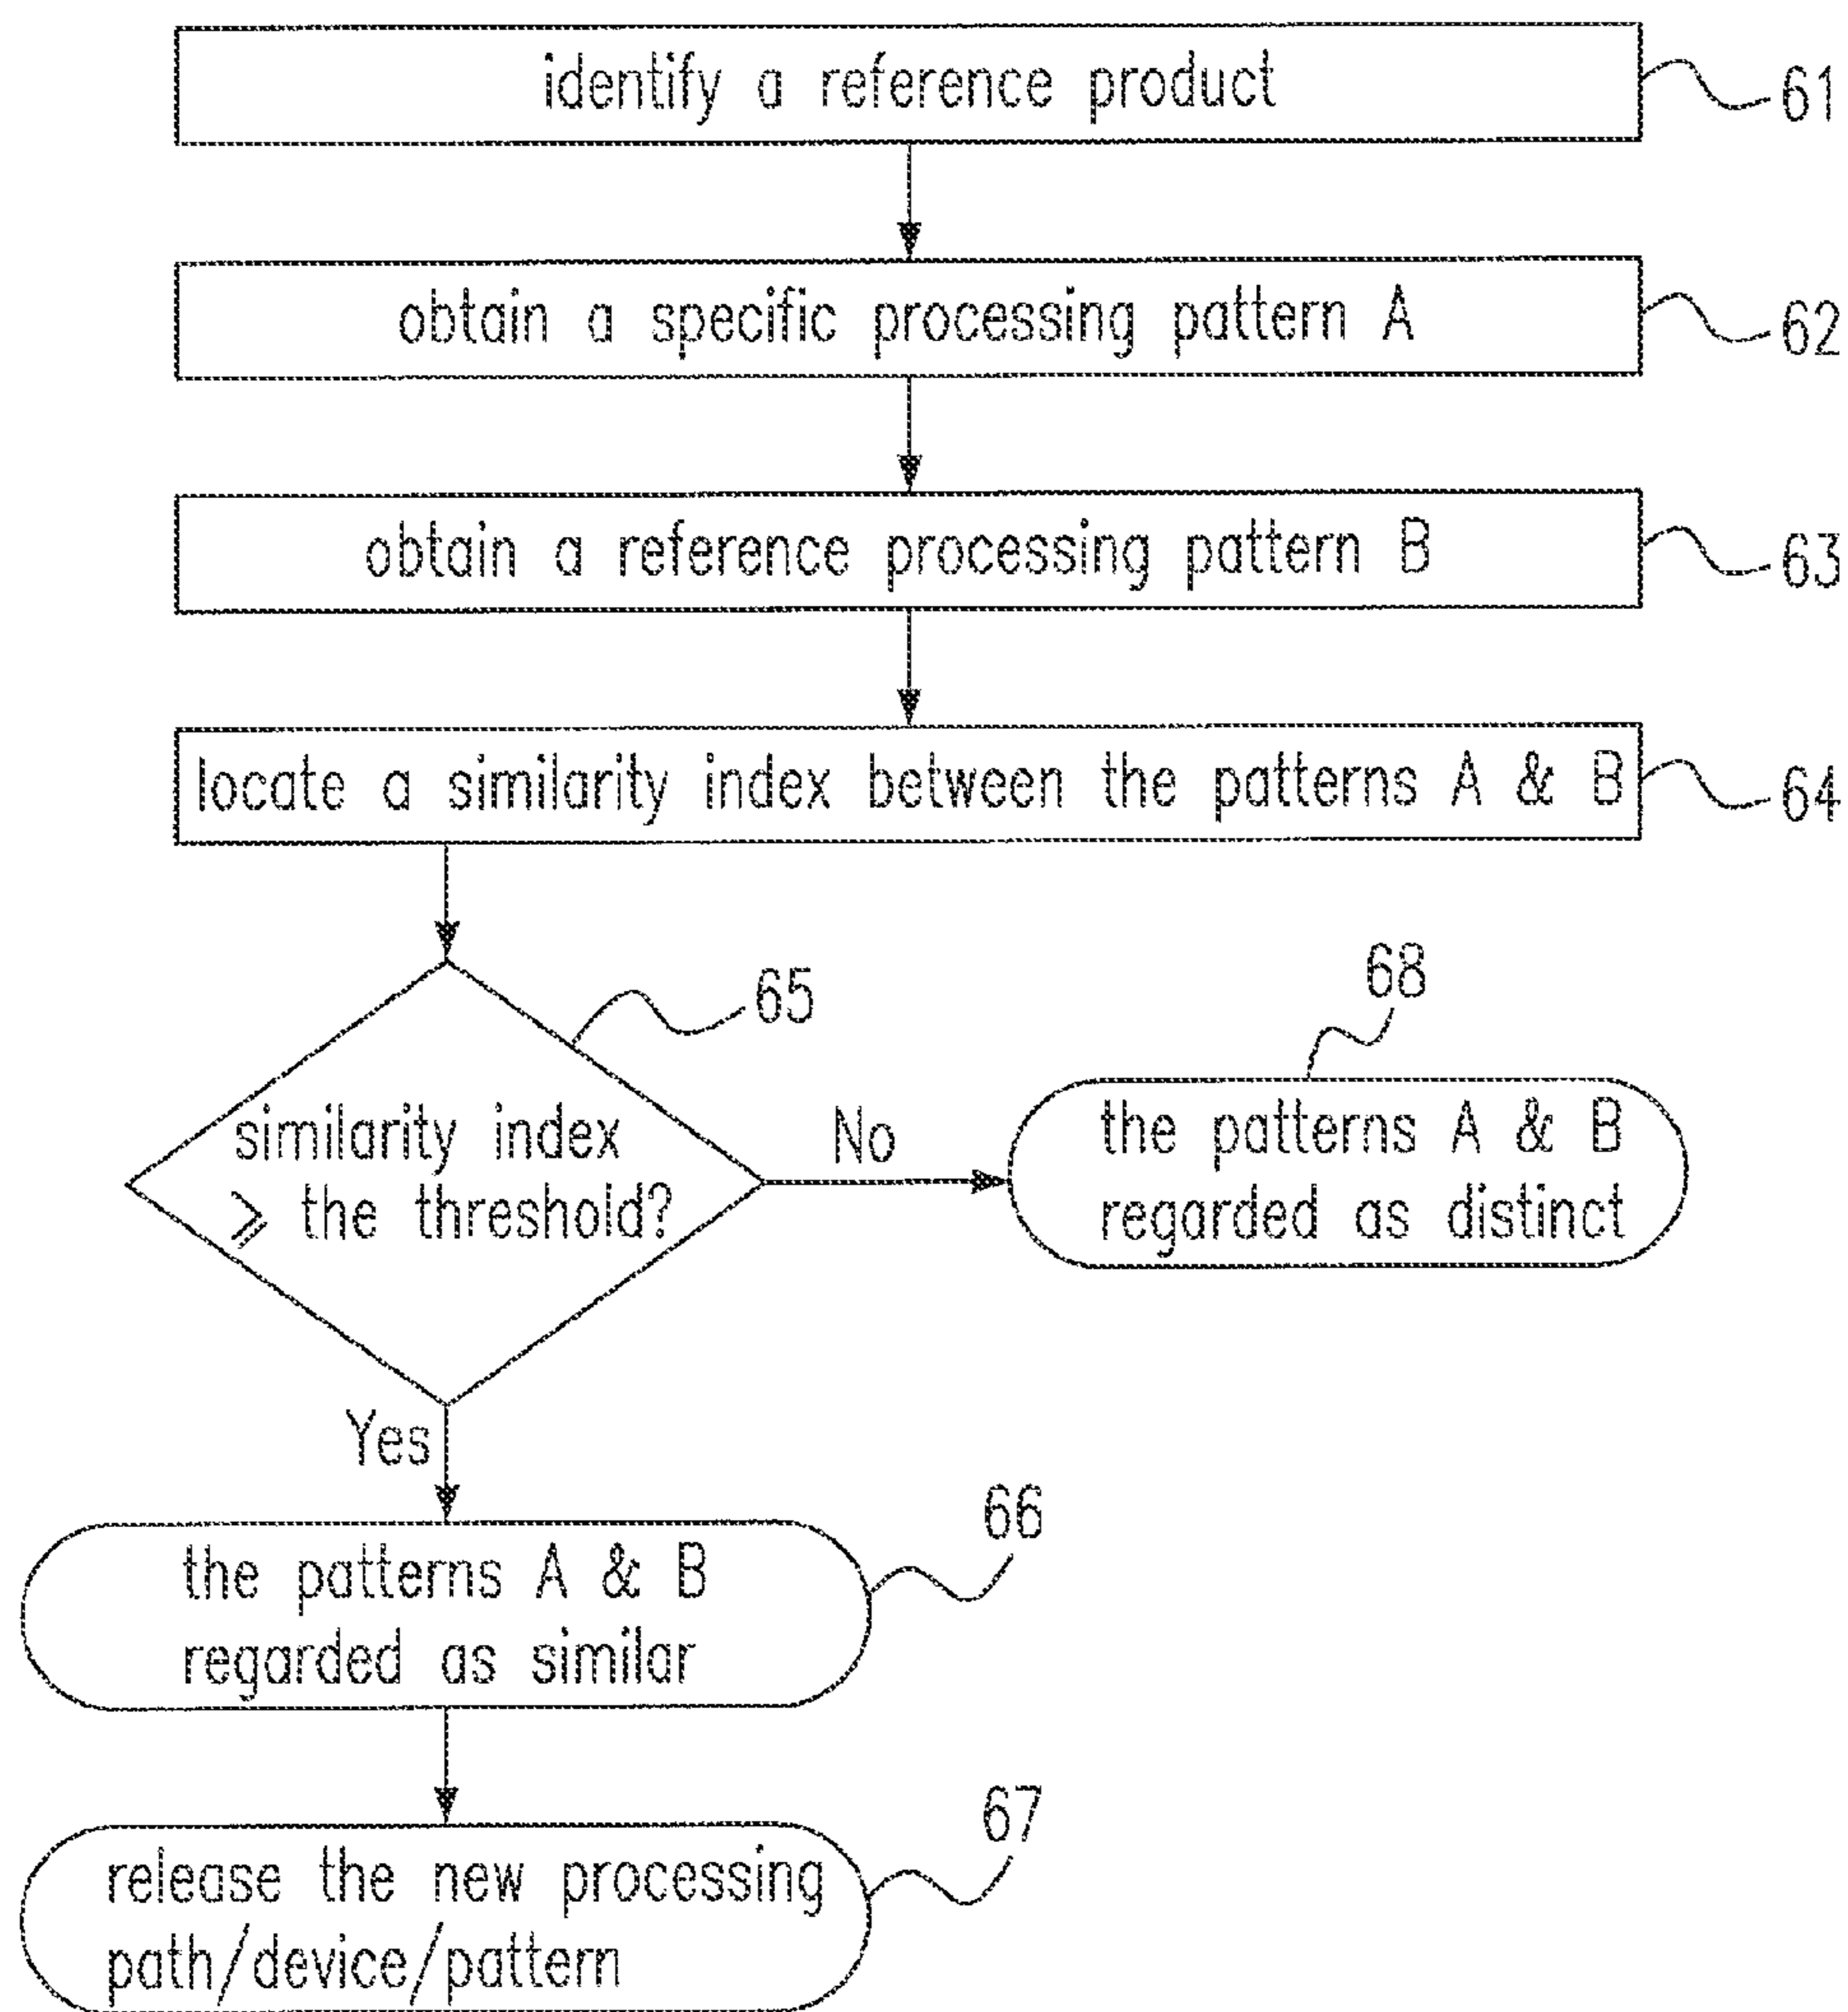 identify a reference product
61
obtain a specific processing pattern A
62
obtain a reference processing pattern B
63
locate a similarity index between the patterns A & B
64
65
similarity index
⩾ the threshold?
No
68
the patterns A & B
regarded as distinct
Yes
66
the patterns A & B
regarded as similar
67
release the new processing
path/device/pattern